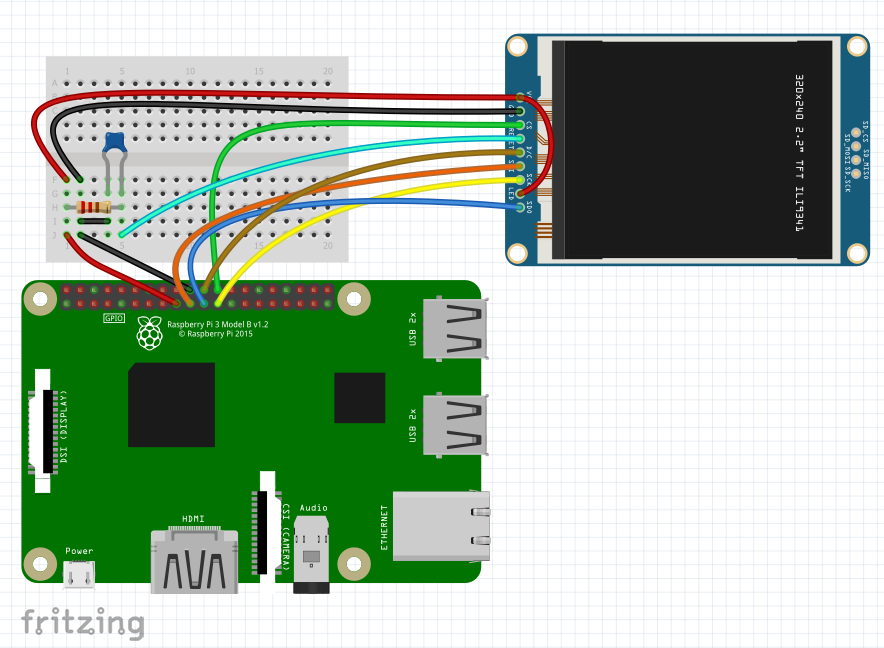 1 5 10 15 20
A
F
G
H
I
J
1 5 10 15 20
VCC
GND
CS
RESET
D/C
SDI
SCK
LED
SDO
320x240 2.2" TFT ILI9341
SD_CS
SD_MOSI
SD_MISO
SD_SCK
GPIO
Raspberry Pi 3 Model B v1.2
© Raspberry Pi 2015
USB 2x
USB 2x
DSI (DISPLAY)
HDMI
CSI (CAMERA)
Audio
ETHERNET
Power
fritzing